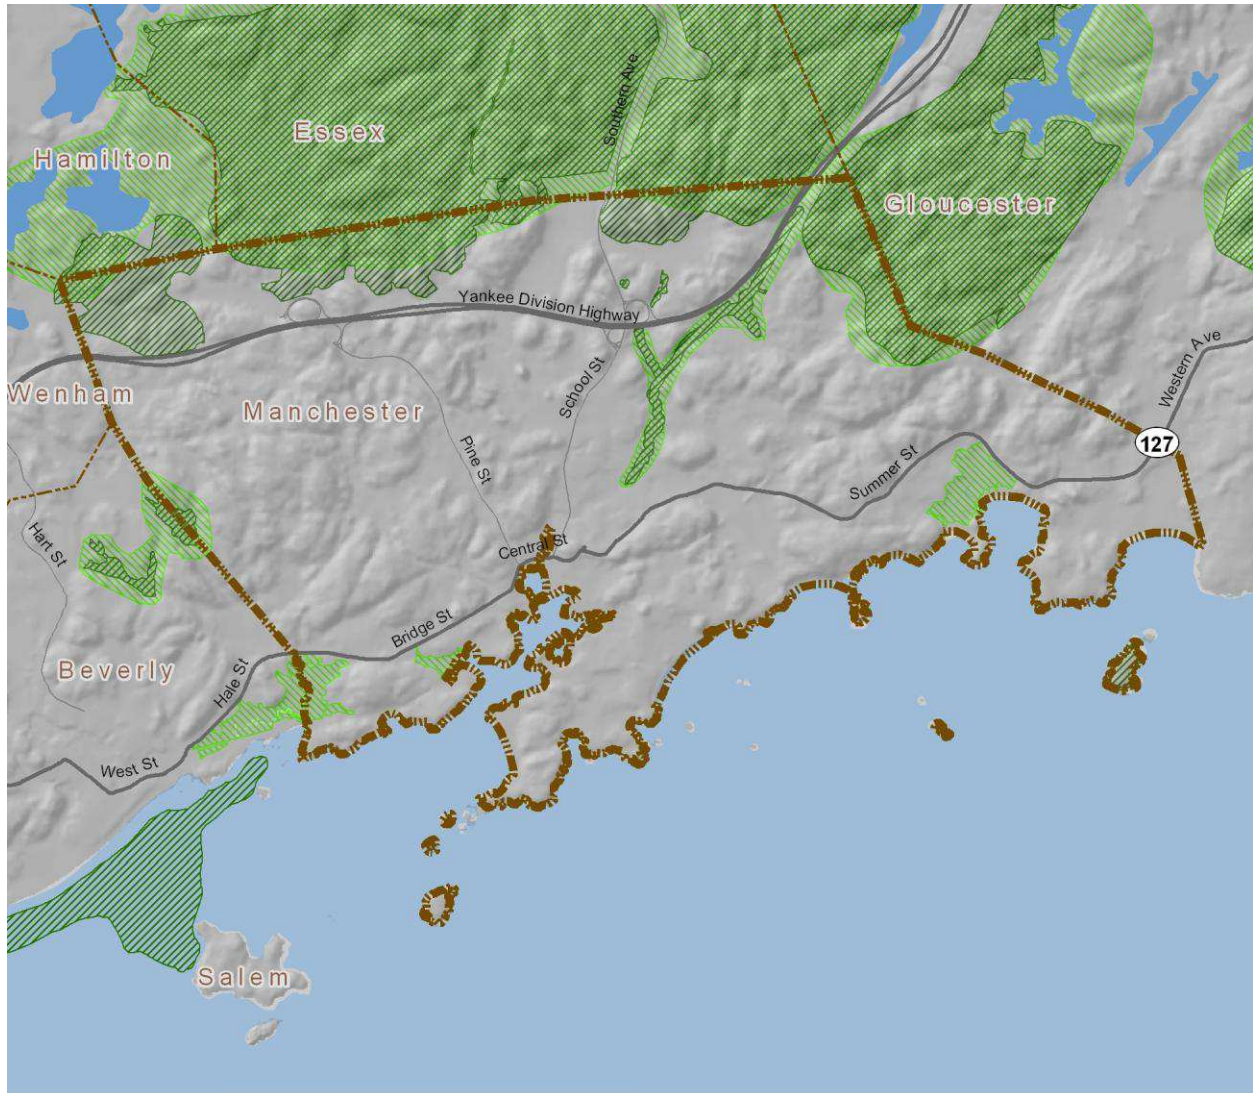 Southern Ave
Essex
Hamilton
Gloucester
Yankee Division Highway
Western Ave
Wenham
Manchester
School St
127
Pine St
Summer St
Hart St
Central St
Bridge St
Beverly
Hale St
West St
Salem